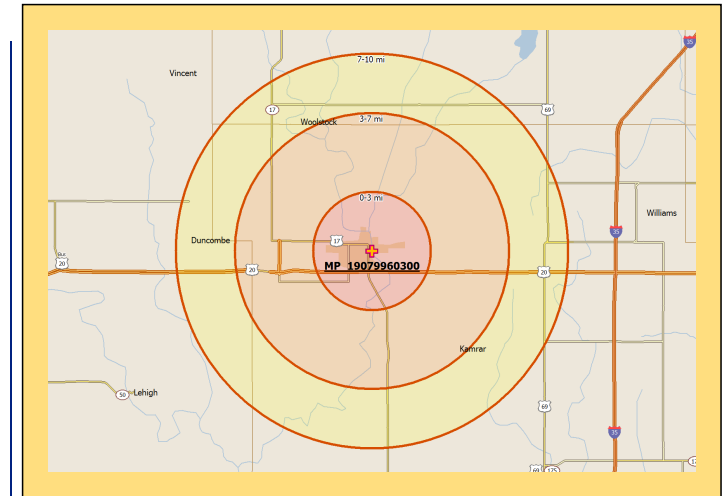 35
7-10 mi
Vincent
17
69
Woolstock
3-7 mi
0-3 mi
Williams
35
Duncombe
17
20
20
MP 19079960300
20
Kamrar
50
Lehigh
69
35
69